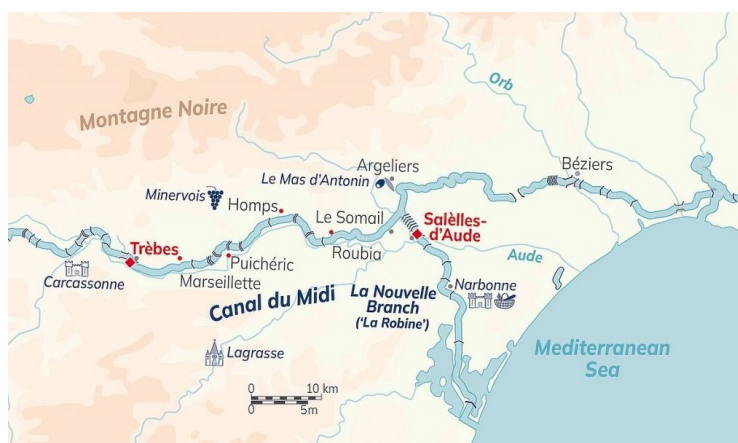 Orb
Montagne Noire
Argeliers
Béziers
Le Mas d'Antonin
Minervois
Homps
Le Somail
Salèlles-
d'Aude
Trèbes
Roubia
Aude
Puichéric
Carcassonne
Marseillette
Canal du Midi
La Nouvelle
Branch
('La Robine')
Narbonne
Lagrasse
Mediterranean
Sea
0 10 km
0 5m